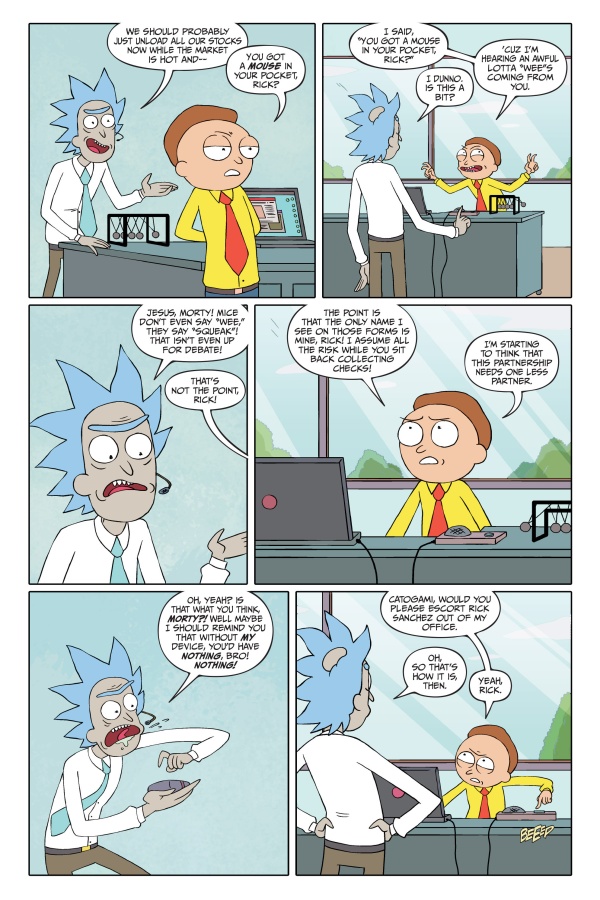 WE SHOULD PROBABLY
JUST UNLOAD ALL OUR STOCKS
NOW WHILE THE MARKET
IS HOT AND--
YOU GOT
A MOUSE IN
YOUR POCKET,
RICK?
I SAID,
"YOU GOT A MOUSE
IN YOUR POCKET,
RICK?"
I DUNNO.
IS THIS A
BIT?
'CUZ I'M
HEARING AN AWFUL
LOTTA "WEE"S
COMING FROM
YOU.
JESUS, MORTY! MICE
DON'T EVEN SAY "WEE,"
THEY SAY "SQUEAK"!
THAT ISN'T EVEN UP
FOR DEBATE!
THAT'S
NOT THE POINT,
RICK!
THE POINT IS
THAT THE ONLY NAME I
SEE ON THOSE FORMS IS
MINE, RICK! I ASSUME ALL
THE RISK WHILE YOU SIT
BACK COLLECTING
CHECKS!
I'M STARTING
TO THINK THAT
THIS PARTNERSHIP
NEEDS ONE LESS
PARTNER.
OH, YEAH? IS
THAT WHAT YOU THINK,
MORTY?! WELL MAYBE
I SHOULD REMIND YOU
THAT WITHOUT MY
DEVICE, YOU'D HAVE
NOTHING, BRO!
NOTHING!
CATOGAMI, WOULD YOU
PLEASE ESCORT RICK
SANCHEZ OUT OF MY
OFFICE.
OH,
SO THAT'S
HOW IT IS,
THEN.
YEAH,
RICK.
BEEEP